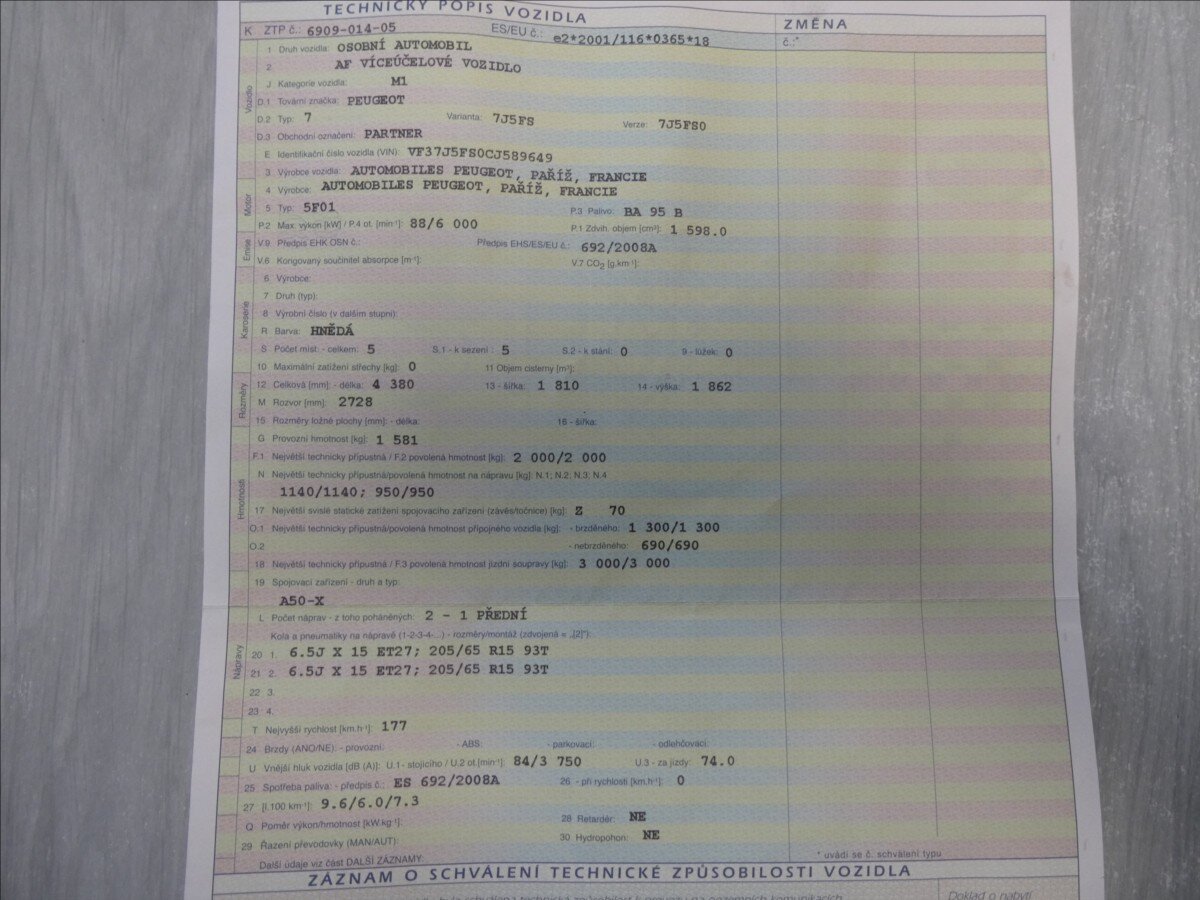 TECHNICKÝ POPIS VOZIDLA
ZMĚNA
K ZTP č.: 6909-014-05 ES/EU č.: e2*2001/116*0365*18 č.:*
1 Druh vozidla: OSOBNÍ AUTOMOBIL
2 AF VÍCEÚČELOVÉ VOZIDLO
J Kategorie vozidla: M1
Vozidlo
D.1 Tovární značka: PEUGEOT
D.2 Typ: 7 Varianta: 7J5FS Verze: 7J5FS0
D.3 Obchodní označení: PARTNER
E Identifikační číslo vozidla (VIN): VF37J5FS0CJ589649
3 Výrobce vozidla: AUTOMOBILES PEUGEOT, PAŘÍŽ, FRANCIE
4 Výrobce: AUTOMOBILES PEUGEOT, PAŘÍŽ, FRANCIE
Motor
5 Typ: 5F01 P.3 Palivo: BA 95 B
P.2 Max. výkon [kW] / P.4 ot. [min⁻¹]: 88/6 000 P.1 Zdvih. objem [cm³]: 1 598.0
Emise
V.9 Předpis EHK OSN č.: Předpis EHS/ES/EU č.: 692/2008A
V.6 Korigovaný součinitel absorpce [m⁻¹]: V.7 CO₂ [g.km⁻¹]:
6 Výrobce:
7 Druh (typ):
Karoserie
8 Výrobní číslo (v dalším stupni):
R Barva: HNĚDÁ
S Počet míst: - celkem: 5 S.1 - k sezení : 5 S.2 - k stání: 0 9 - lůžek: 0
10 Maximální zatížení střechy [kg]: 0 11 Objem cisterny [m³]:
Rozměry
12 Celková [mm]: - délka: 4 380 13 - šířka: 1 810 14 - výška: 1 862
M Rozvor [mm]: 2728
15 Rozměry ložné plochy [mm]: - délka: 16 - šířka:
G Provozní hmotnost [kg]: 1 581
F.1 Největší technicky přípustná / F.2 povolená hmotnost [kg]: 2 000/2 000
N Největší technicky přípustná/povolená hmotnost na nápravu [kg]: N.1; N.2; N.3; N.4
Hmotnosti
1140/1140; 950/950
17 Největší svislé statické zatížení spojovacího zařízení (závěs/točnice) [kg]: Z 70
O.1 Největší technicky přípustná/povolená hmotnost přípojného vozidla [kg]: - brzděného: 1 300/1 300
O.2 - nebrzděného: 690/690
18 Největší technicky přípustná / F.3 povolená hmotnost jízdní soupravy [kg]: 3 000/3 000
19 Spojovací zařízení - druh a typ:
A50-X
L Počet náprav - z toho poháněných: 2 - 1 PŘEDNÍ
Kola a pneumatiky na nápravě (1-2-3-4-...) - rozměry/montáž (zdvojená = „[2]“):
Nápravy
20 1. 6.5J X 15 ET27; 205/65 R15 93T
21 2. 6.5J X 15 ET27; 205/65 R15 93T
22 3.
23 4.
T Nejvyšší rychlost [km.h⁻¹]: 177
24 Brzdy (ANO/NE): - provozní: - ABS: - parkovací: - odlehčovací:
U Vnější hluk vozidla [dB (A)]: U.1 - stojícího / U.2 ot.[min⁻¹]: 84/3 750 U.3 - za jízdy: 74.0
25 Spotřeba paliva: - předpis č.: ES 692/2008A 26 - při rychlosti [km.h⁻¹]: 0
27 [l.100 km⁻¹]: 9.6/6.0/7.3
Q Poměr výkon/hmotnost [kW.kg⁻¹]: 28 Retardér: NE
29 Řazení převodovky (MAN/AUT): 30 Hydropohon: NE
Další údaje viz část DALŠÍ ZÁZNAMY * uvádí se č. schválení typu
ZÁZNAM O SCHVÁLENÍ TECHNICKÉ ZPŮSOBILOSTI VOZIDLA
Doklad o nabytí